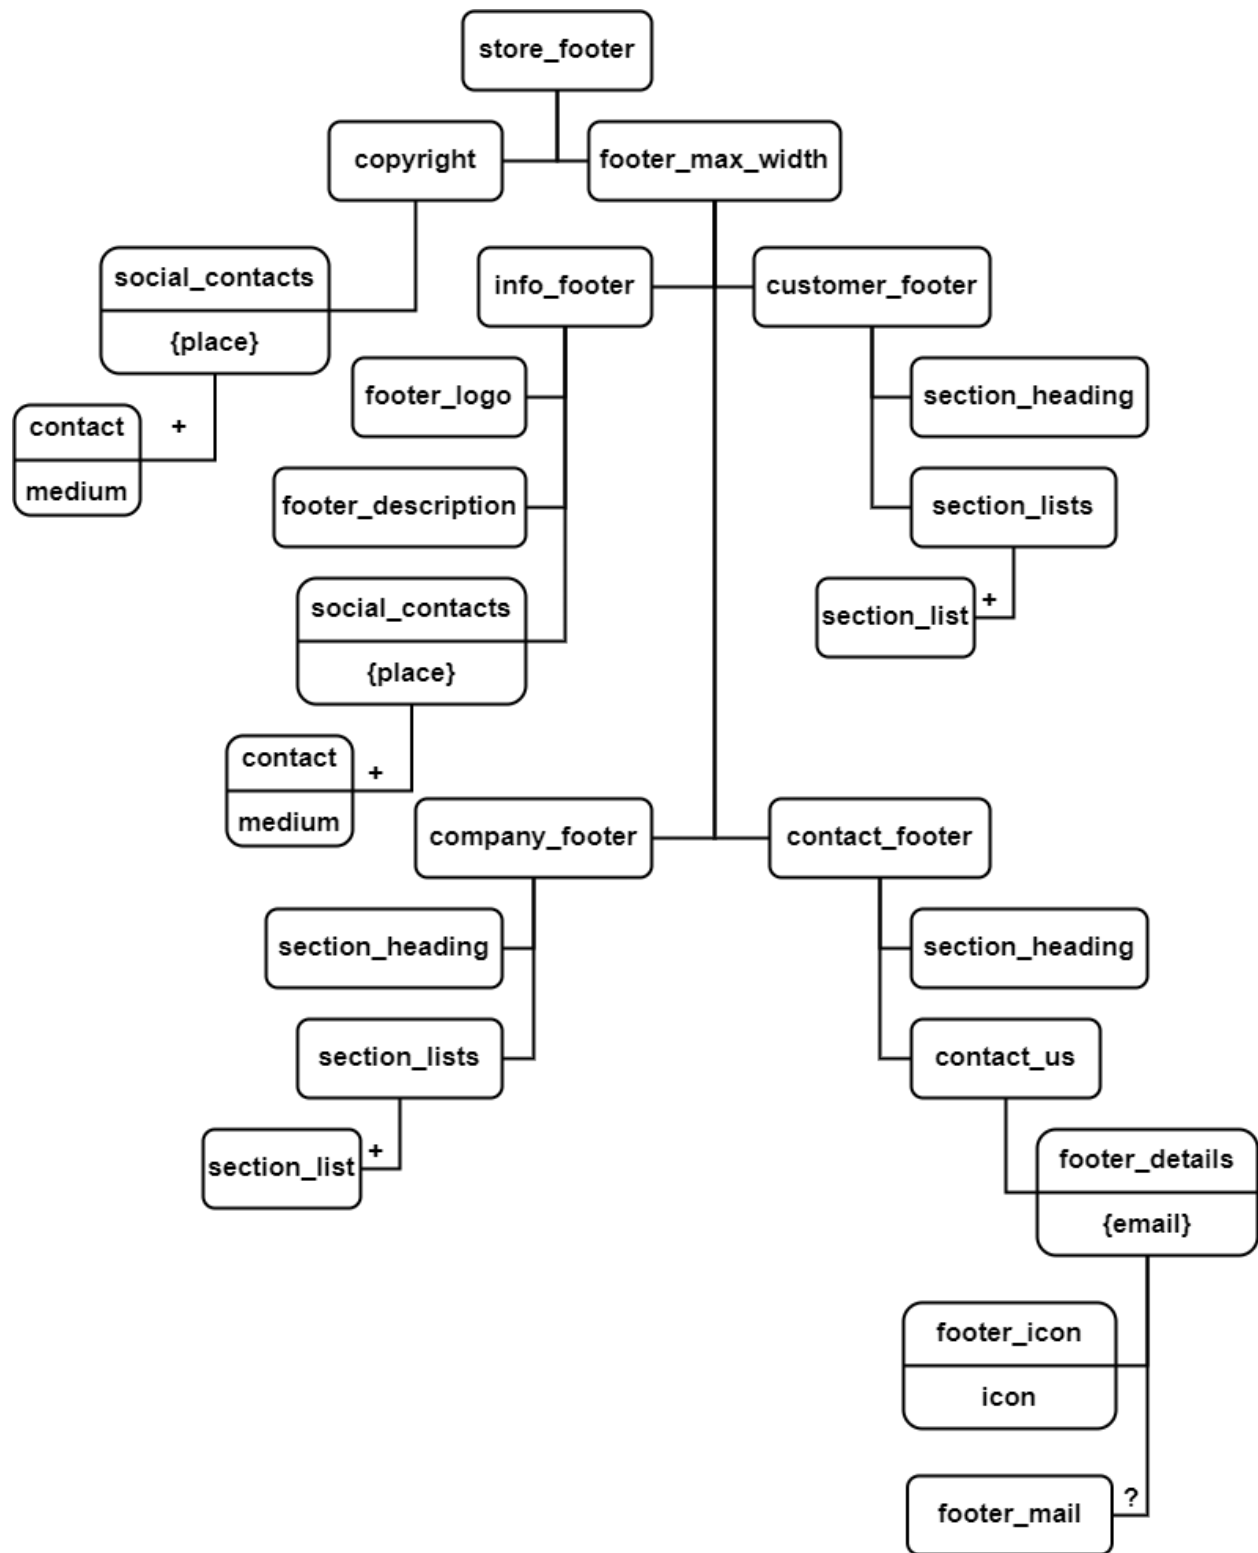 store_footer
copyright
footer_max_width
social_contacts
{place}
info_footer
customer_footer
footer_logo
section_heading
contact
+
medium
footer_description
section_lists
social_contacts
{place}
section_list
+
contact
+
medium
company_footer
contact_footer
section_heading
section_heading
section_lists
contact_us
section_list
+
footer_details
{email}
footer_icon
icon
footer_mail
?